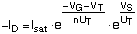 -I_D = I_sat · e^((-V_G - V_T)/(nU_T)) · e^(V_S/U_T)